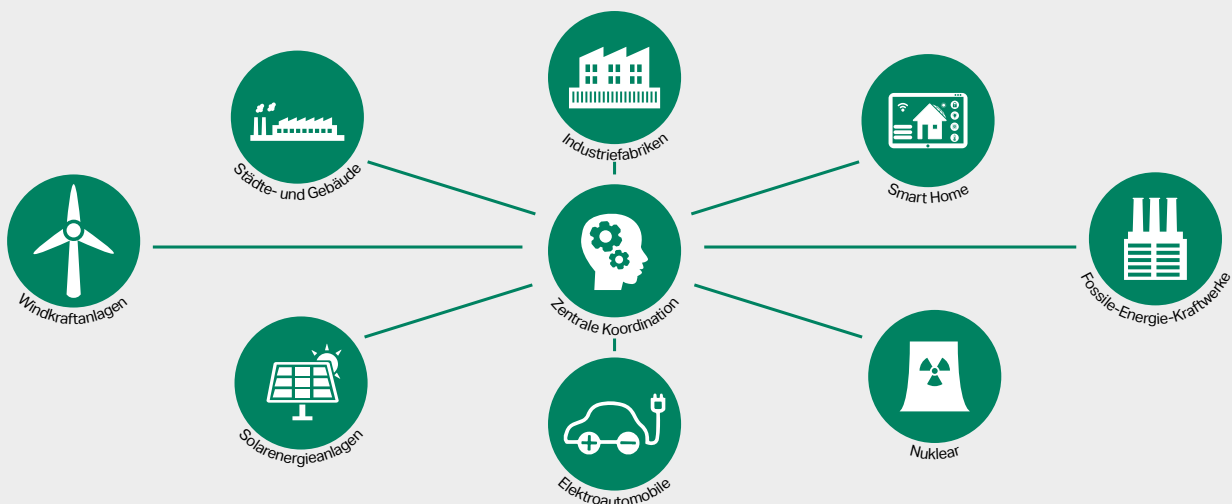 Industriefabriken
Städte- und Gebäude
Smart Home
Windkraftanlagen
Zentrale Koordination
Fossile-Energie-Kraftwerke
Solarenergieanlagen
Nuklear
Elektroautomobile